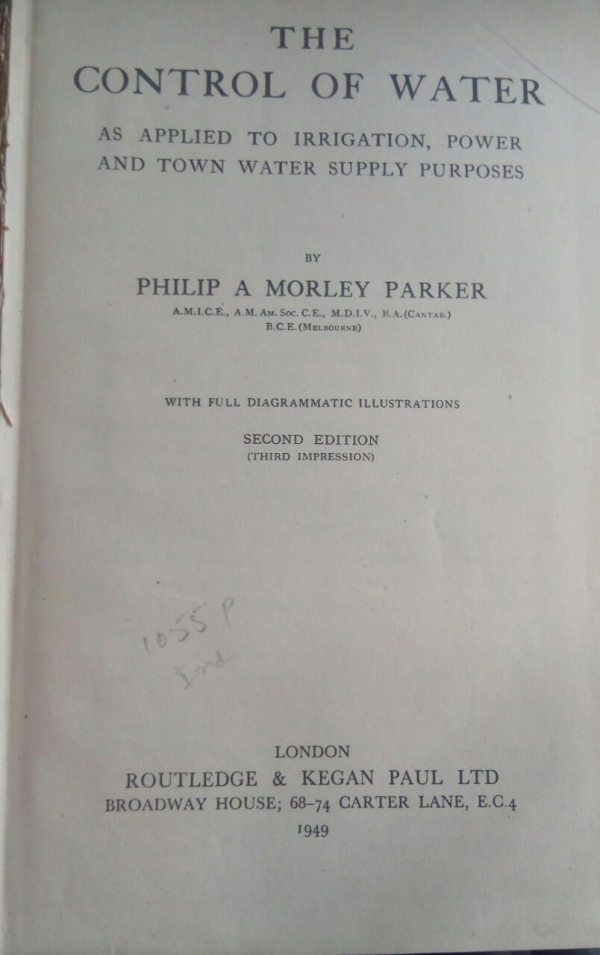 THE
CONTROL OF WATER
AS APPLIED TO IRRIGATION, POWER
AND TOWN WATER SUPPLY PURPOSES
BY
PHILIP A MORLEY PARKER
A.M.I.C.E., A.M. Am. Soc. C.E., M.D.I.V., B.A. (Cantab.)
B.C.E. (Melbourne)
WITH FULL DIAGRAMMATIC ILLUSTRATIONS
SECOND EDITION
(THIRD IMPRESSION)
1055 P
LONDON
ROUTLEDGE & KEGAN PAUL LTD
BROADWAY HOUSE; 68–74 CARTER LANE, E.C.4
1949